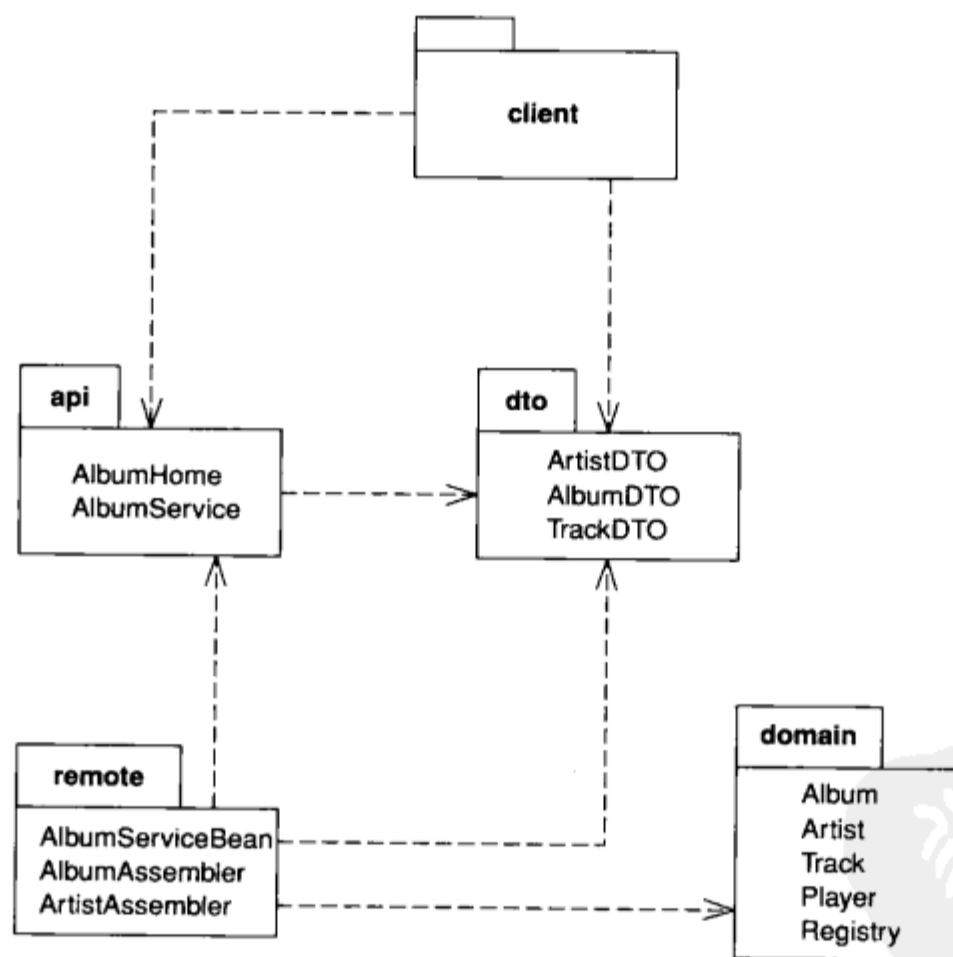 client
api
AlbumHome
AlbumService
dto
ArtistDTO
AlbumDTO
TrackDTO
remote
AlbumServiceBean
AlbumAssembler
ArtistAssembler
domain
Album
Artist
Track
Player
Registry